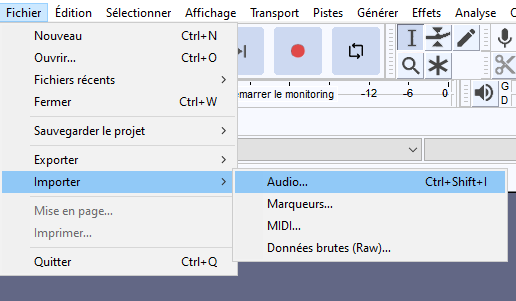 Fichier Édition Sélectionner Affichage Transport Pistes Générer Effets Analyse
Nouveau Ctrl+N
Ouvrir... Ctrl+O
Fichiers récents >
Fermer Ctrl+W
Sauvegarder le projet >
Exporter >
Importer >
Mise en page...
Imprimer...
Quitter Ctrl+Q
Audio... Ctrl+Shift+I
Marqueurs...
MIDI...
Données brutes (Raw)...
émarrer le monitoring -12 -6 0
G
D